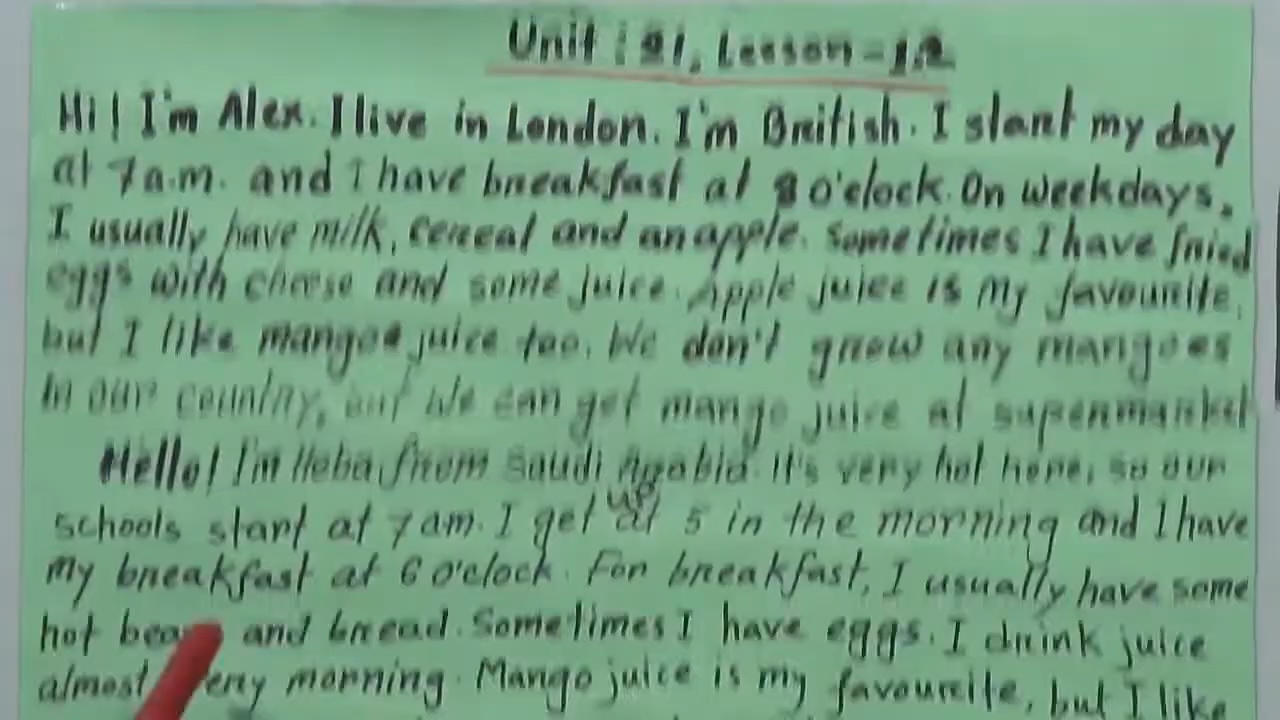 Unit : 21, Lesson - 1.2
Hi! I'm Alex. I live in London. I'm British. I start my day
at 7 a.m. and I have breakfast at 8 o'clock. On weekdays,
I usually have milk, cereal and an apple. Sometimes I have fried
eggs with cheese and some juice. Apple juice is my favourite,
but I like mangoe juice too. We don't grow any mangoes
in our country, but we can get mango juice at supermarket
Hello! I'm Heba, from Saudi Arabia. It's very hot here, so our
schools start at 7 am. I get up at 5 in the morning and I have
my breakfast at 6 o'clock. For breakfast, I usually have some
hot and bread. Sometimes I have eggs. I drink juice
almost morning. Mango juice is my favourite, but I like